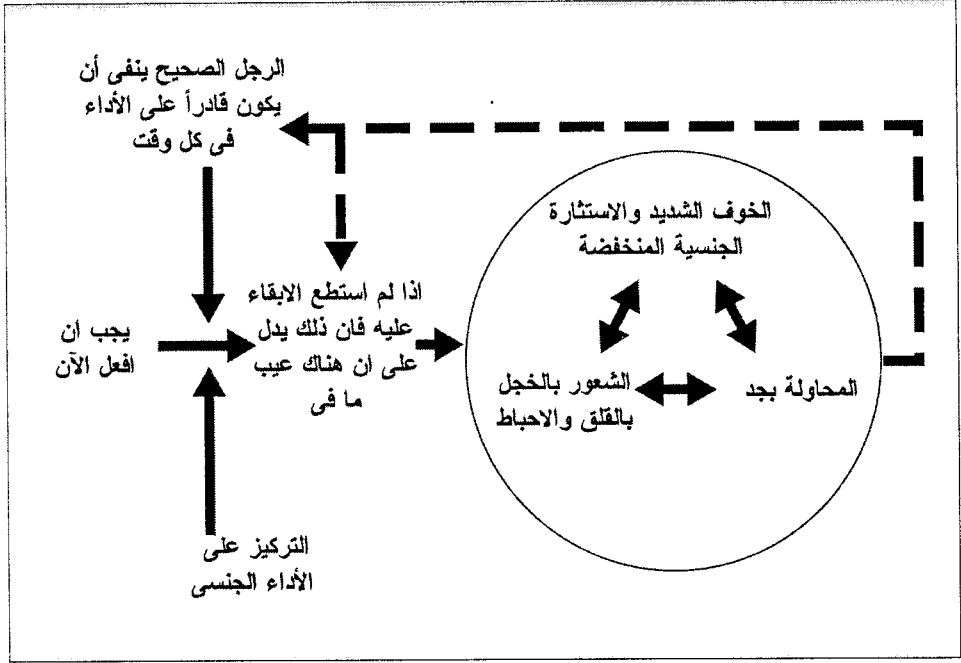 الرجل الصحيح ينفى أن
يكون قادراً على الأداء
فى كل وقت
الخوف الشديد والاستثارة
الجنسية المنخفضة
اذا لم استطع الابقاء
عليه فان ذلك يدل
على ان هناك عيب
ما فى
يجب ان
افعل الآن
الشعور بالخجل
بالقلق والاحباط
المحاولة بجد
التركيز على
الأداء الجنسى